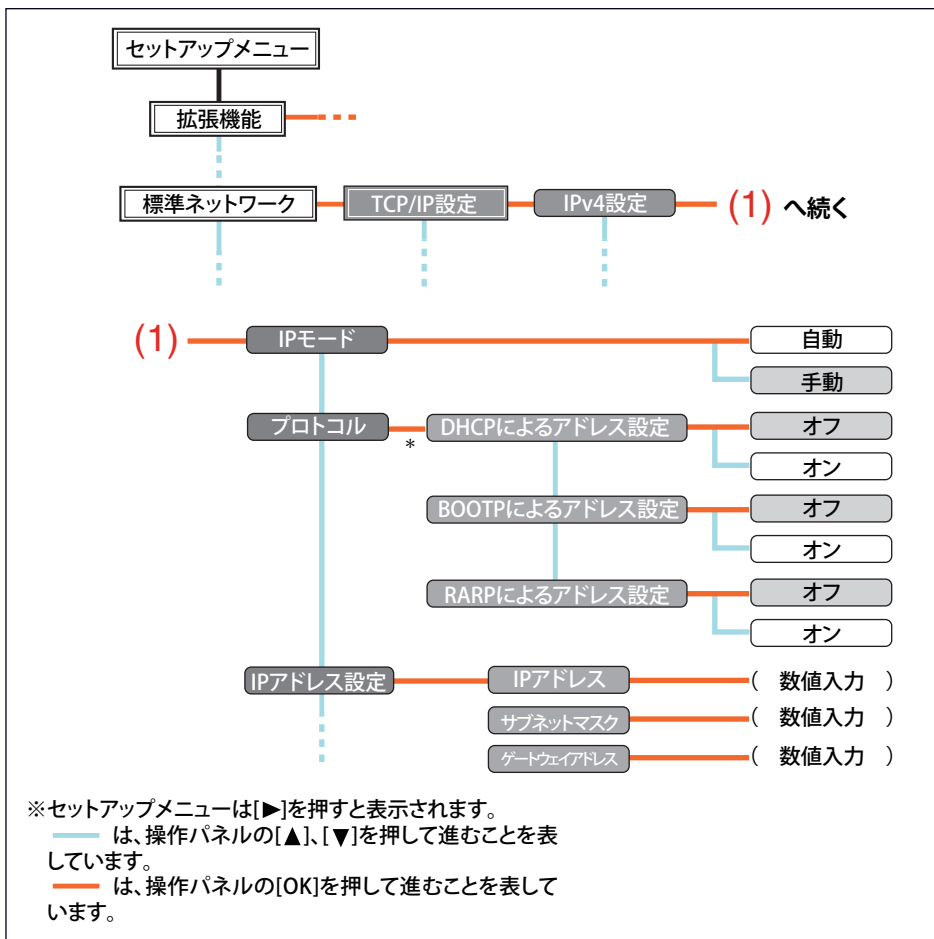 セットアップメニュー
拡張機能
標準ネットワーク TCP/IP設定 IPv4設定 (1) へ続く
(1) IPモード 自動
手動
プロトコル * DHCPによるアドレス設定 オフ
オン
BOOTPによるアドレス設定 オフ
オン
RARPによるアドレス設定 オフ
オン
IPアドレス設定 IPアドレス ( 数値入力 )
サブネットマスク ( 数値入力 )
ゲートウェイアドレス ( 数値入力 )
※セットアップメニューは[▶]を押すと表示されます。
は、操作パネルの[▲]、[▼]を押して進むことを表
しています。
は、操作パネルの[OK]を押して進むことを表して
います。